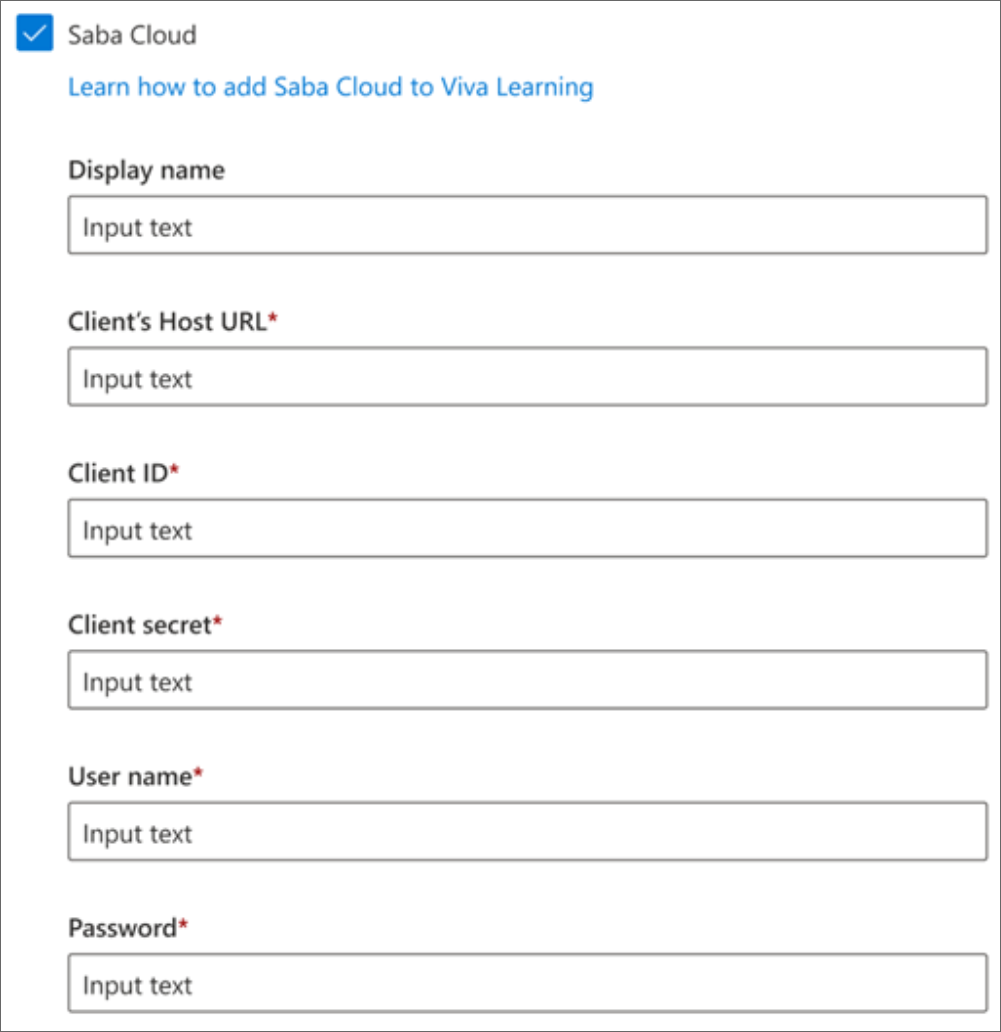 Saba Cloud
Learn how to add Saba Cloud to Viva Learning
Display name
Input text
Client’s Host URL*
Input text
Client ID*
Input text
Client secret*
Input text
User name*
Input text
Password*
Input text